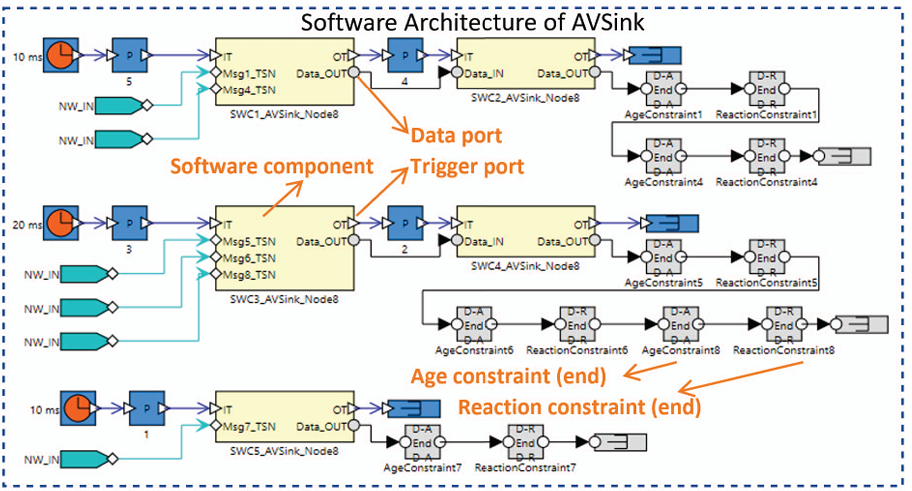 Software Architecture of AVSink
10 ms
P
5
IT
OT
Msg1_TSN
Data_OUT
Msg4_TSN
SWC1_AVSink_Node8
P
4
IT
OT
Data_IN
Data_OUT
SWC2_AVSink_Node8
NW_IN
NW_IN
D-A
End
D-A
AgeConstraint1
D-R
End
D-R
ReactionConstraint1
Data port
D-A
End
D-A
AgeConstraint4
D-R
End
D-R
ReactionConstraint4
Software component
Trigger port
20 ms
P
3
IT
OT
Msg5_TSN
Data_OUT
Msg6_TSN
Msg8_TSN
SWC3_AVSink_Node8
P
2
IT
OT
Data_IN
Data_OUT
SWC4_AVSink_Node8
NW_IN
NW_IN
NW_IN
D-A
End
D-A
AgeConstraint5
D-R
End
D-R
ReactionConstraint5
D-A
End
D-A
AgeConstraint6
D-R
End
D-R
ReactionConstraint6
D-A
End
D-A
AgeConstraint8
D-R
End
D-R
ReactionConstraint8
Age constraint (end)
Reaction constraint (end)
10 ms
P
1
IT
OT
Msg7_TSN
Data_OUT
SWC5_AVSink_Node8
NW_IN
D-A
End
D-A
AgeConstraint7
D-R
End
D-R
ReactionConstraint7